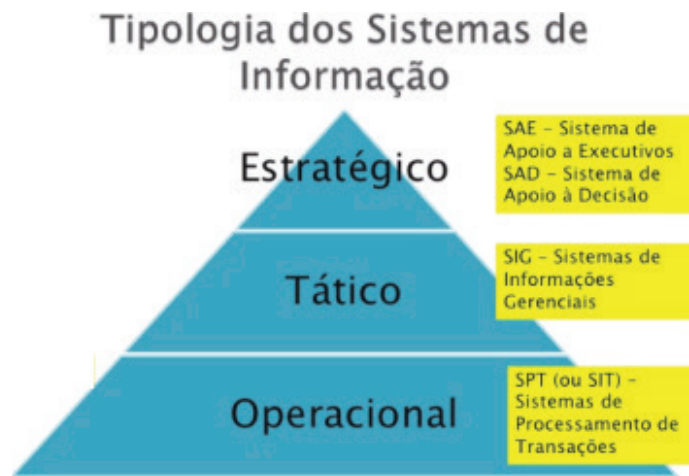 Tipologia dos Sistemas de
Informação
Estratégico
SAE – Sistema de
Apoio a Executivos
SAD – Sistema de
Apoio à Decisão
Tático
SIG – Sistemas de
Informações
Gerenciais
Operacional
SPT (ou SIT) –
Sistemas de
Processamento de
Transações